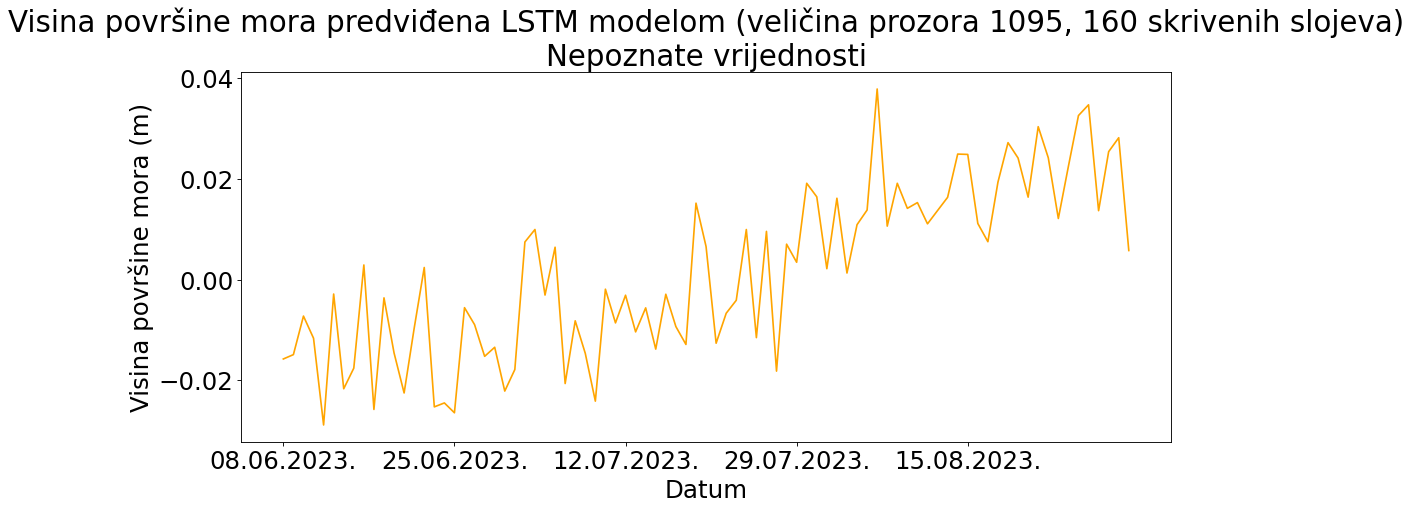 Visina površine mora predviđena LSTM modelom (veličina prozora 1095, 160 skrivenih slojeva)
Nepoznate vrijednosti
Visina površine mora (m)
0.04
0.02
0.00
−0.02
08.06.2023. 25.06.2023. 12.07.2023. 29.07.2023. 15.08.2023.
Datum